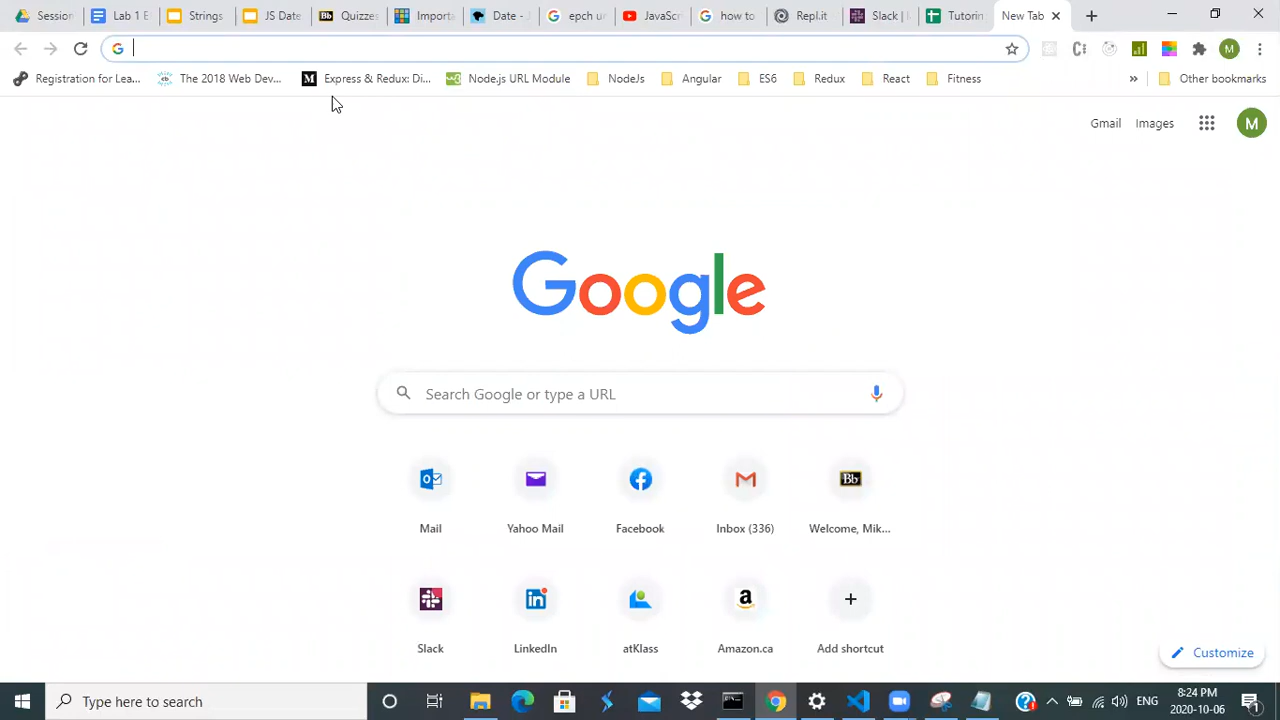 Session
Lab
Strings
JS Date
Quizzes
Importa
Date - J
epch ur
JavaSc
how to
Repl.it
Slack |
Tutorin
New Tab
Registration for Lea...
The 2018 Web Dev...
Express & Redux: Di...
Node.js URL Module
NodeJs
Angular
ES6
Redux
React
Fitness
»
Other bookmarks
M
Gmail
Images
M
Google
Search Google or type a URL
Mail
Yahoo Mail
Facebook
Inbox (336)
Welcome, Mik...
Slack
LinkedIn
atKlass
Amazon.ca
Add shortcut
Customize
Type here to search
ENG
8:24 PM
2020-10-06